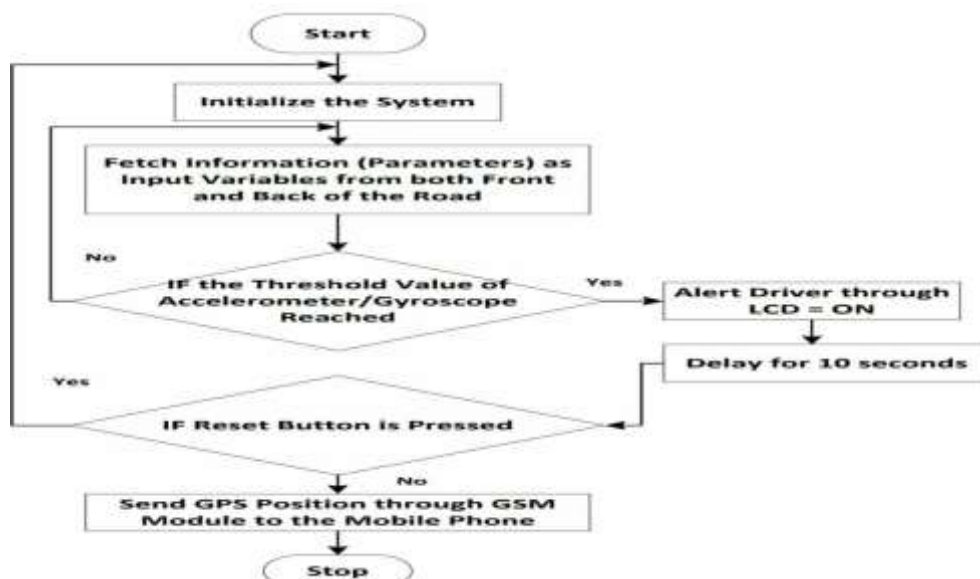 Start
Initialize the System
Fetch Information (Parameters) as
Input Variables from both Front
and Back of the Road
No
IF the Threshold Value of
Accelerometer/Gyroscope
Reached
Yes
Alert Driver through
LCD = ON
Delay for 10 seconds
Yes
IF Reset Button is Pressed
No
Send GPS Position through GSM
Module to the Mobile Phone
Stop